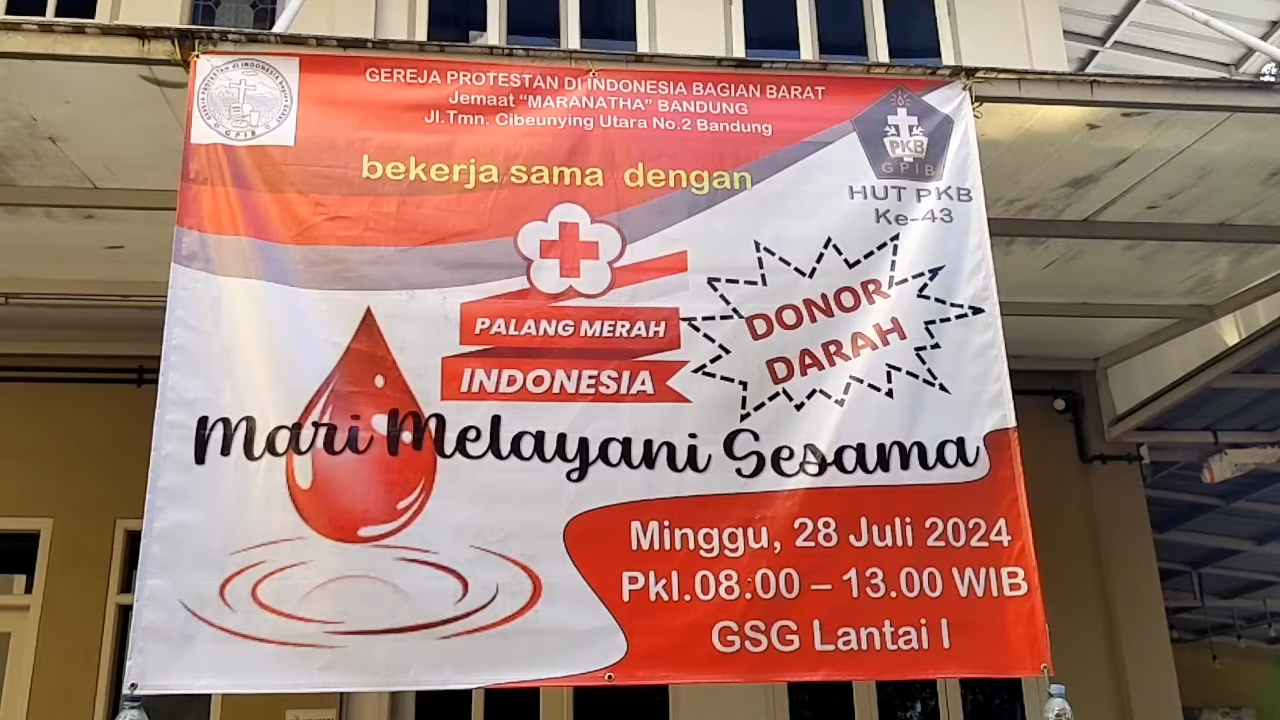 GEREJA PROTESTAN DI INDONESIA BAGIAN BARAT
Jemaat "MARANATHA" BANDUNG
Jl.Tmn. Cibeunying Utara No.2 Bandung
bekerja sama dengan
G P I B
PKB
GPIB
HUT PKB
Ke-43
PALANG MERAH
INDONESIA
DONOR
DARAH
Mari Melayani Sesama
Minggu, 28 Juli 2024
Pkl.08.00 – 13.00 WIB
GSG Lantai I